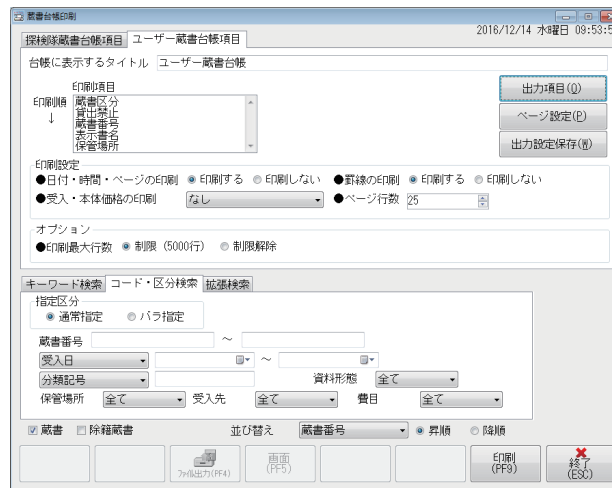 蔵書台帳印刷
2016/12/14 水曜日 09:53:5
探検隊蔵書台帳項目 ユーザー蔵書台帳項目
台帳に表示するタイトル ユーザー蔵書台帳
印刷項目
印刷順 蔵書区分
↓ 貸出禁止
蔵書番号
表示書名
保管場所
出力項目(O)
ページ設定(P)
出力設定保存(W)
印刷設定
●日付・時間・ページの印刷 印刷する 印刷しない ●罫線の印刷 印刷する 印刷しない
●受入・本体価格の印刷 なし ●ページ行数 25
オプション
●印刷最大行数 制限 (5000行) 制限解除
キーワード検索 コード・区分検索 拡張検索
指定区分
通常指定 バラ指定
蔵書番号 ～
受入日 ～
分類記号 資料形態 全て
保管場所 全て 受入先 全て 費目 全て
蔵書 除籍蔵書 並び替え 蔵書番号 昇順 降順
ファイル出力(PF4) 画面 (PF5) 印刷 (PF9) 終了 (ESC)